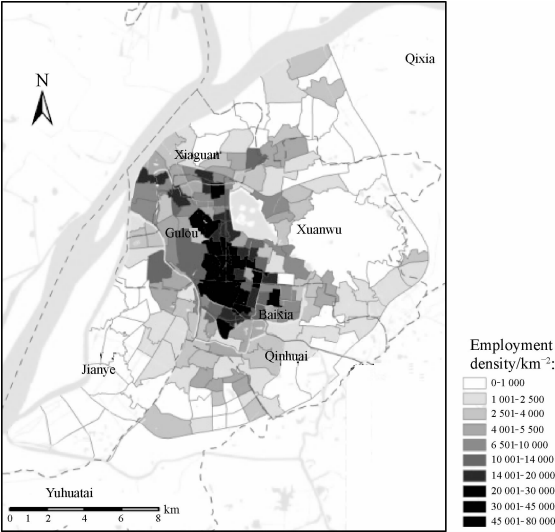 Qixia
N
Xiaguan
Gulou
Xuanwu
Baixia
Qinhuai
Jianye
Yuhuatai
km
0 1 2 4 6 8
Employment
density/km⁻²:
0-1 000
1 001-2 500
2 501-4 000
4 001-5 500
6 501-10 000
10 001-14 000
14 001-20 000
20 001-30 000
30 001-45 000
45 001-80 000